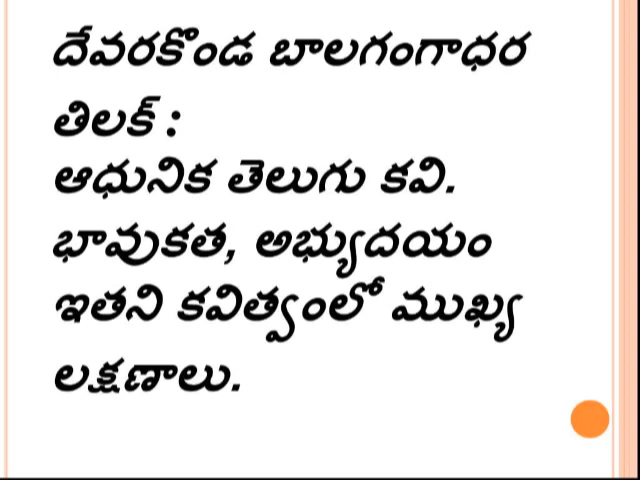 దేవరకొండ బాలగంగాధర
తిలక్ :
ఆధునిక తెలుగు కవి.
భావుకత, అభ్యుదయం
ఇతని కవిత్వంలో ముఖ్య
లక్షణాలు.